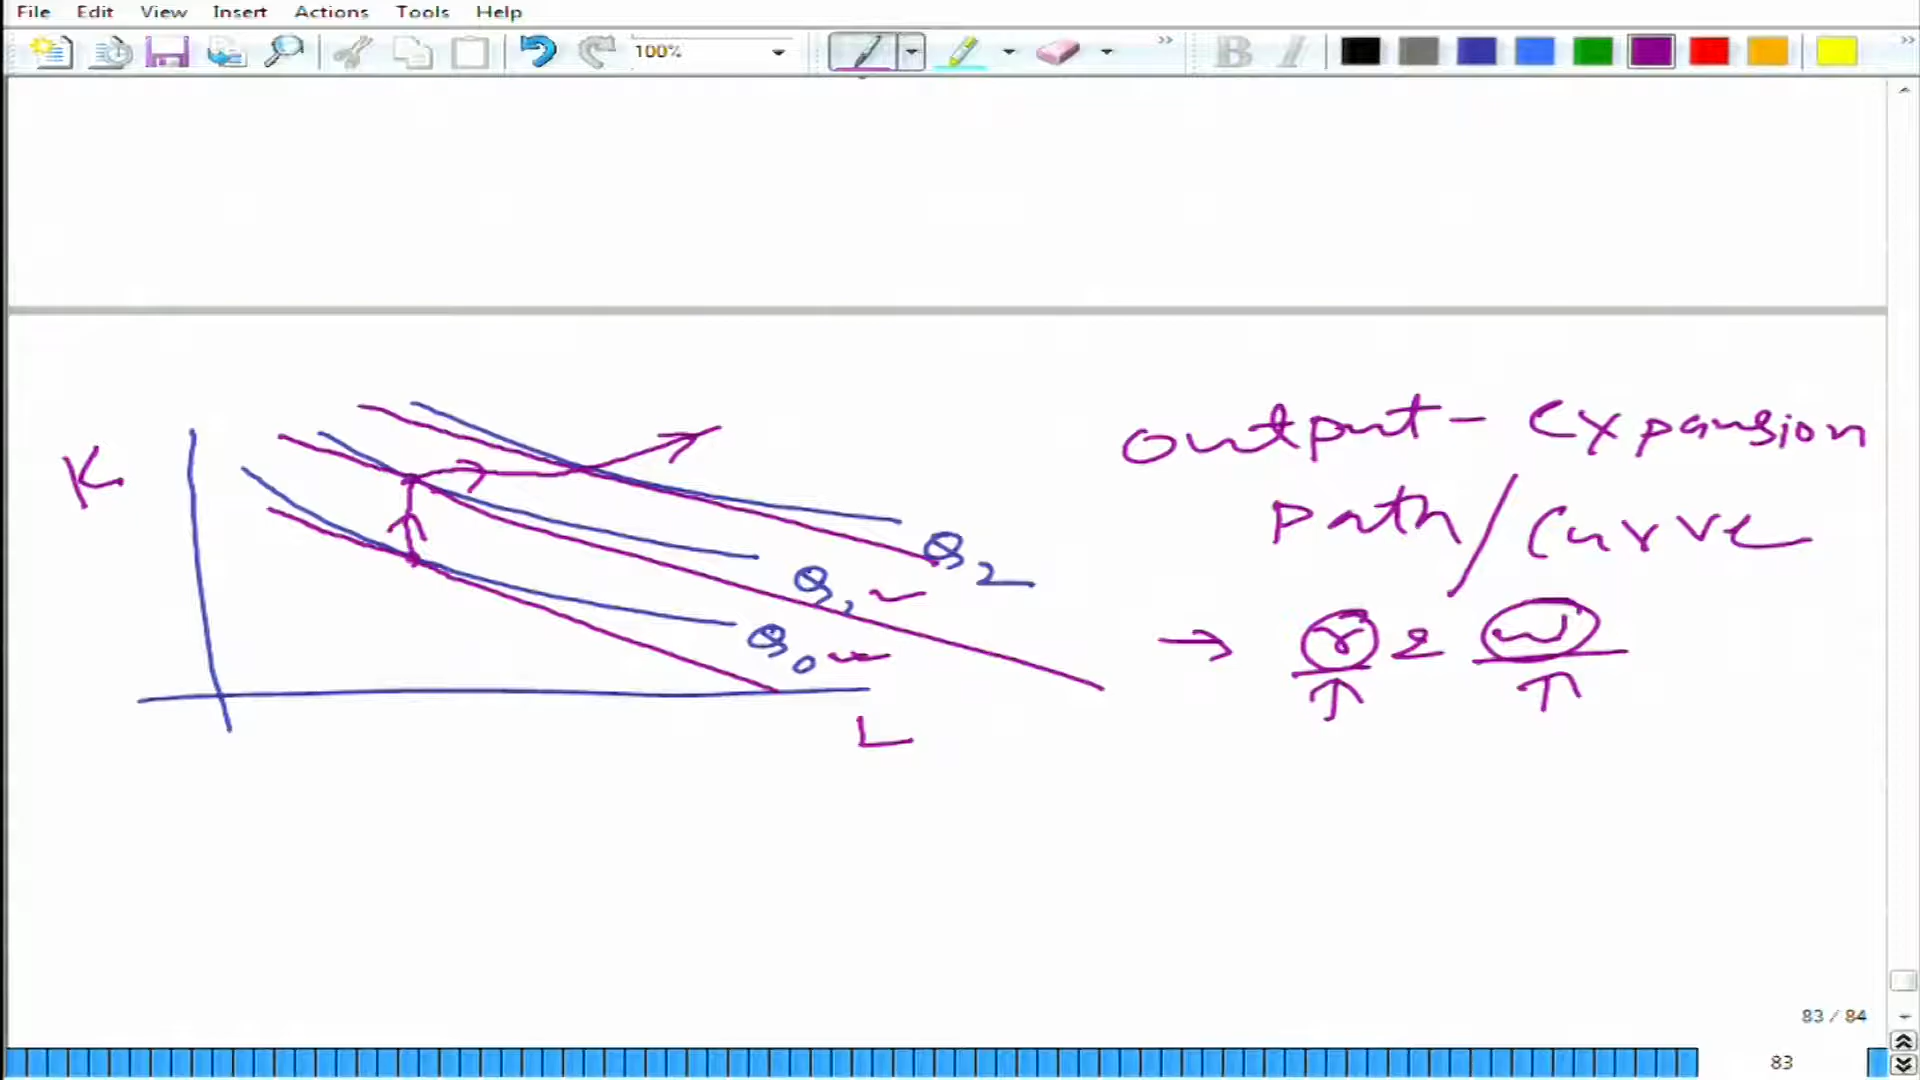 File Edit View Insert Actions Tools Help
100%
B I
K
output - expansion
path / curve
Q2
Q1
Q0
→ r & w
L
83 / 84
83